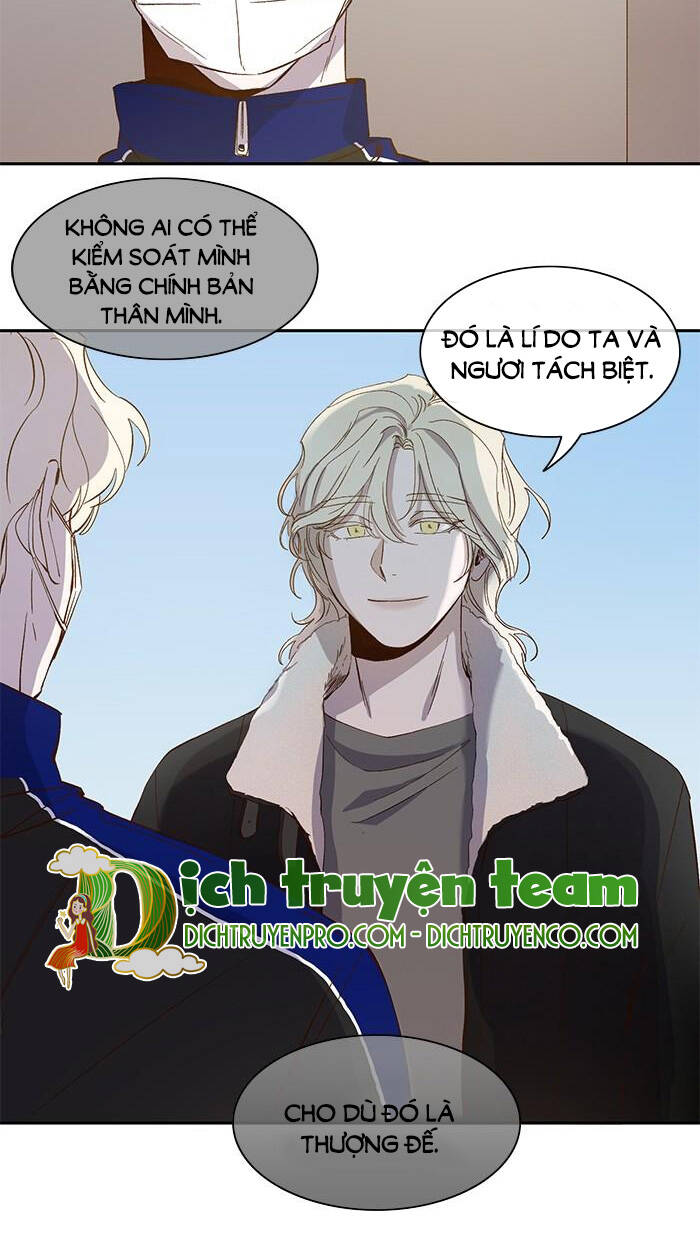 KHÔNG AI CÓ THỂ
KIỂM SOÁT MÌNH
BẰNG CHÍNH BẢN
THÂN MÌNH.
ĐÓ LÀ LÍ DO TA VÀ
NGƯƠI TÁCH BIỆT.
Dịch truyện team
DICHTRUYENPRO.COM - DICHTRUYENCO.COM
CHO DÙ ĐÓ LÀ
THƯỢNG ĐẾ.